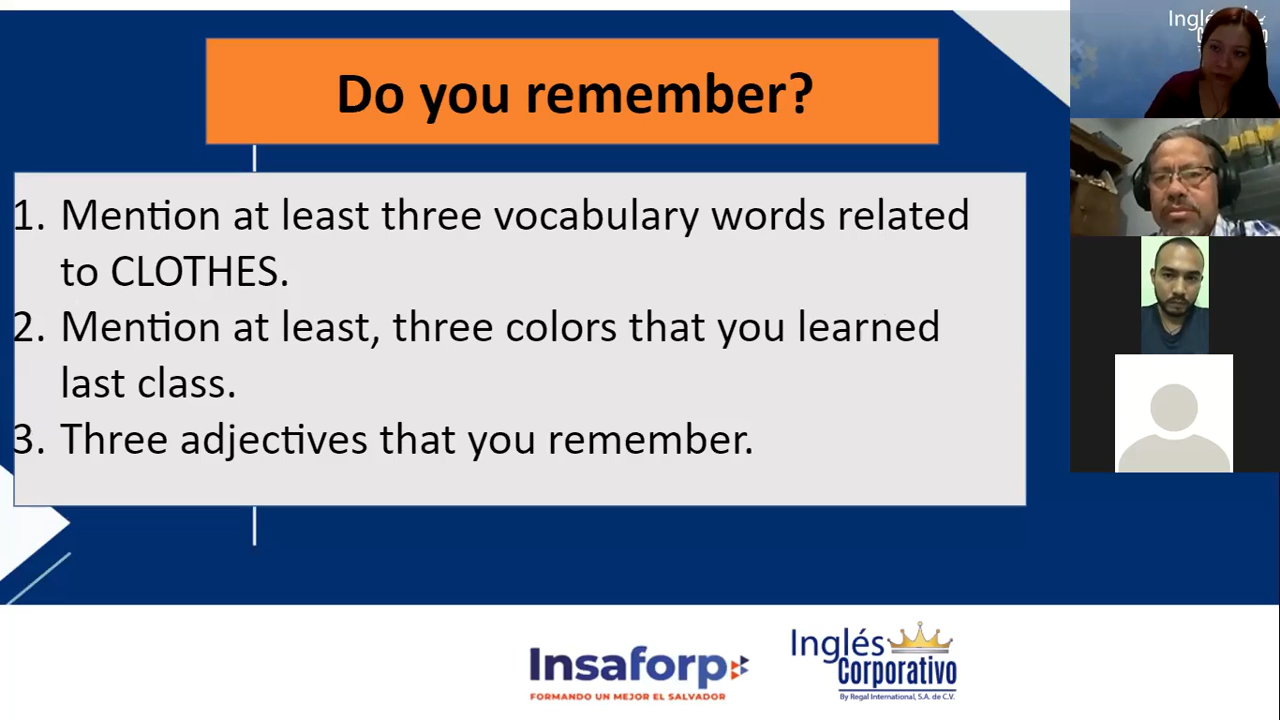 Do you remember?
1. Mention at least three vocabulary words related
to CLOTHES.
2. Mention at least, three colors that you learned
last class.
3. Three adjectives that you remember.
Insaforp
FORMANDO UN MEJOR EL SALVADOR
Inglés
Corporativo
By Regal International, S.A. de C.V.